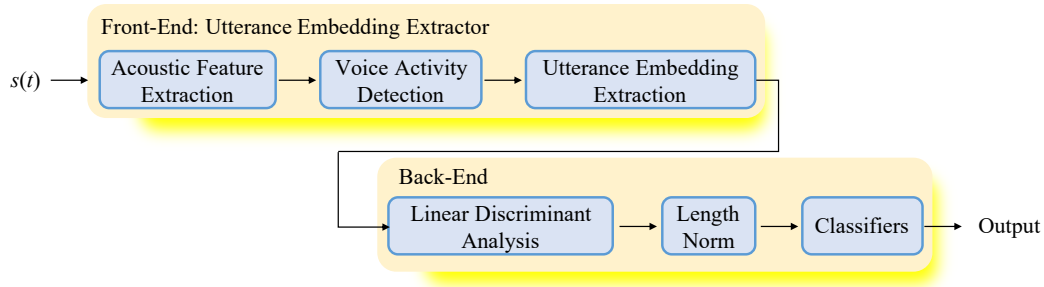 Front-End: Utterance Embedding Extractor
s(t)
Acoustic Feature
Extraction
Voice Activity
Detection
Utterance Embedding
Extraction
Back-End
Linear Discriminant
Analysis
Length
Norm
Classifiers
Output